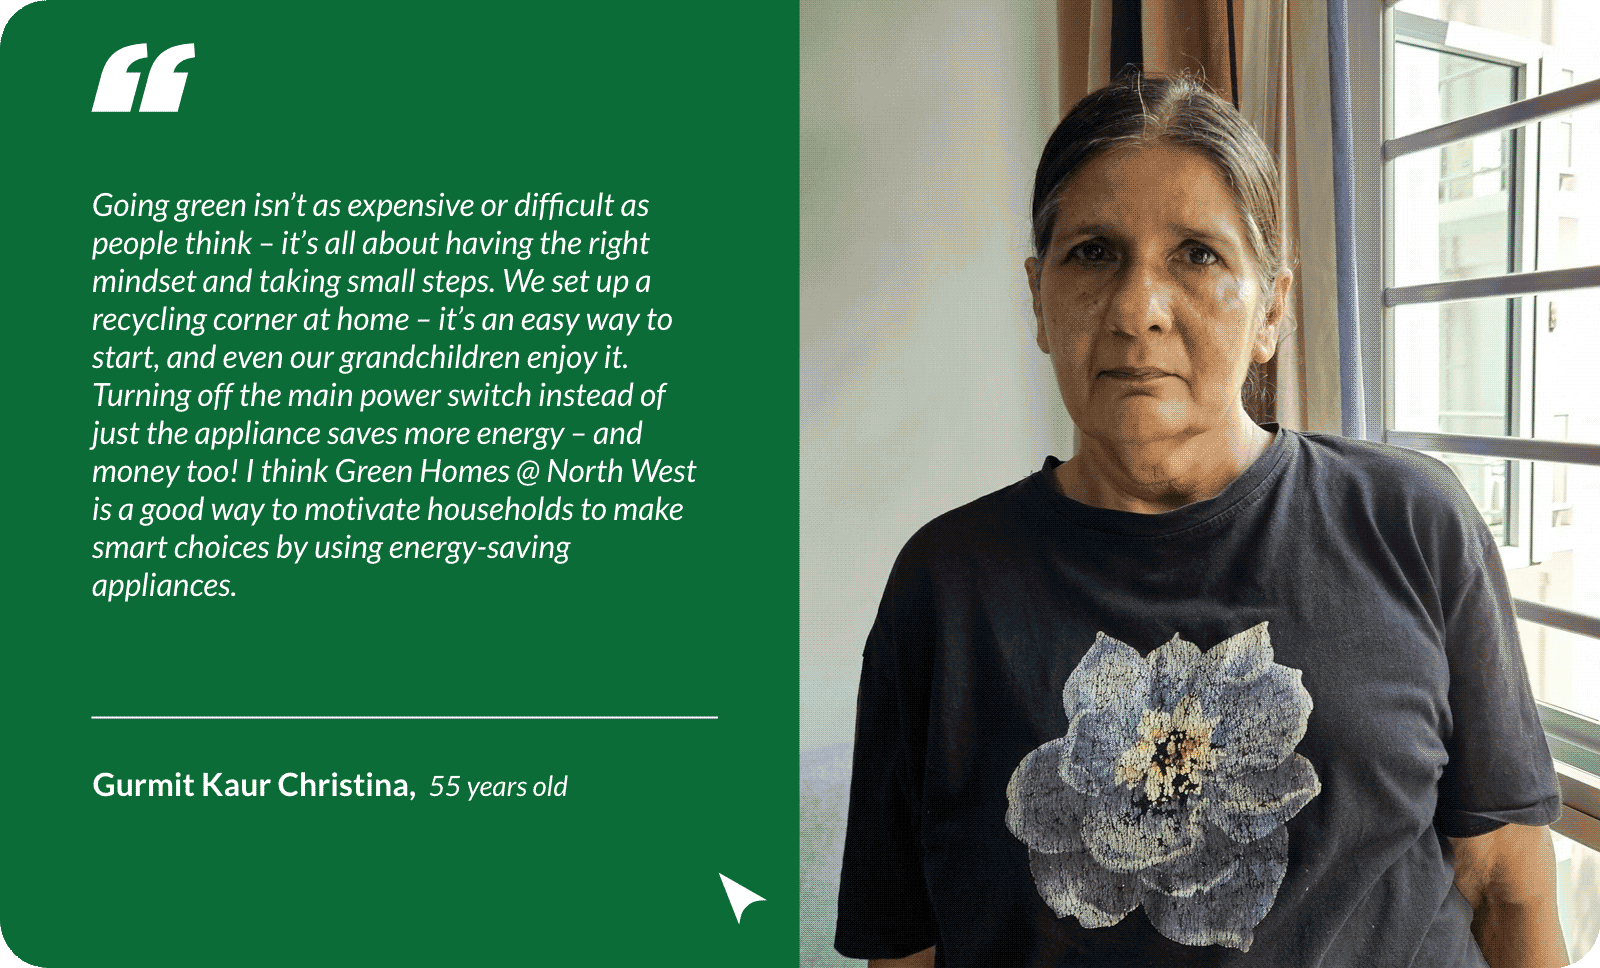 “
Going green isn’t as expensive or difficult as
people think – it’s all about having the right
mindset and taking small steps. We set up a
recycling corner at home – it’s an easy way to
start, and even our grandchildren enjoy it.
Turning off the main power switch instead of
just the appliance saves more energy – and
money too! I think Green Homes @ North West
is a good way to motivate households to make
smart choices by using energy-saving
appliances.
Gurmit Kaur Christina, 55 years old